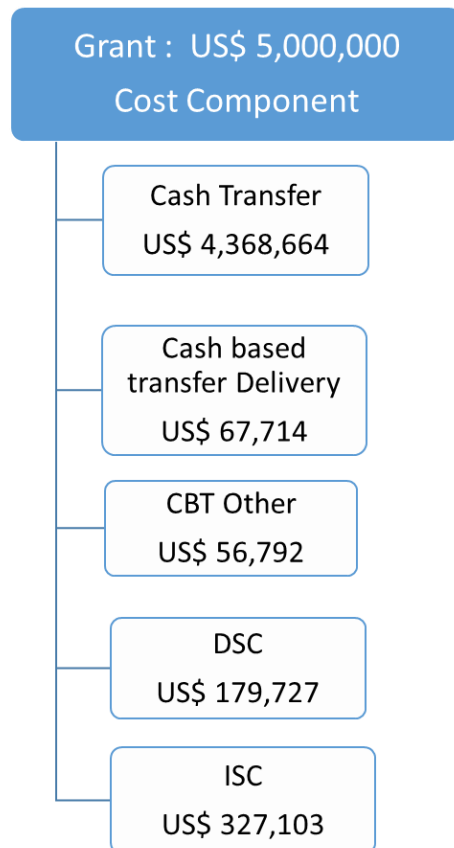 Grant :  US$ 5,000,000
Cost Component
Cash Transfer
US$ 4,368,664
Cash based
transfer Delivery
US$ 67,714
CBT Other
US$ 56,792
DSC
US$ 179,727
ISC
US$ 327,103